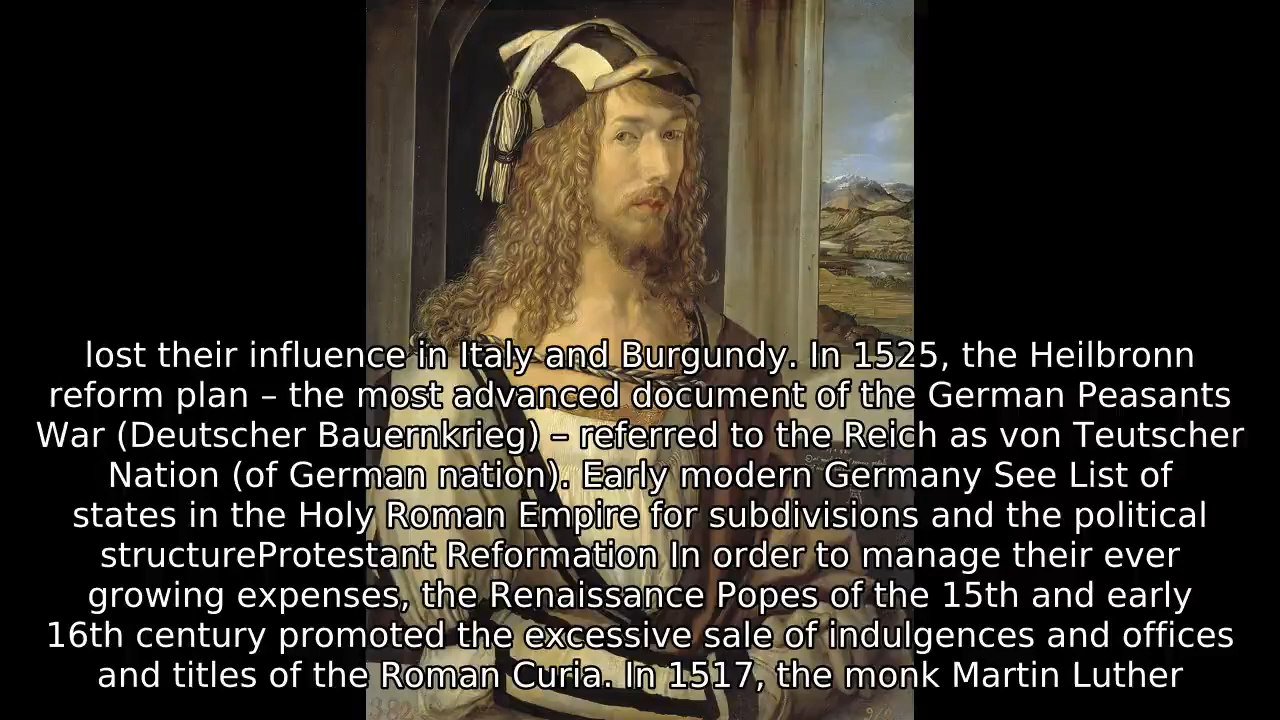 lost their influence in Italy and Burgundy. In 1525, the Heilbronn
reform plan – the most advanced document of the German Peasants
War (Deutscher Bauernkrieg) – referred to the Reich as von Teutscher
Nation (of German nation). Early modern Germany See List of
states in the Holy Roman Empire for subdivisions and the political
structureProtestant Reformation In order to manage their ever
growing expenses, the Renaissance Popes of the 15th and early
16th century promoted the excessive sale of indulgences and offices
and titles of the Roman Curia. In 1517, the monk Martin Luther